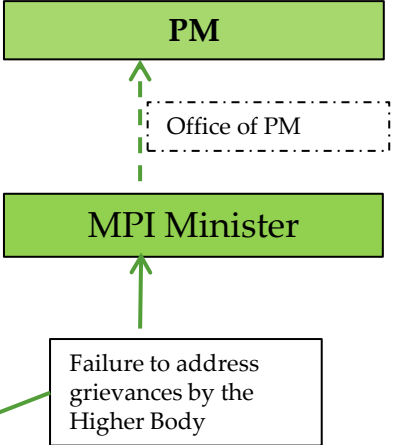 PM
Office of PM
MPI Minister
Failure to address
grievances by the
Higher Body